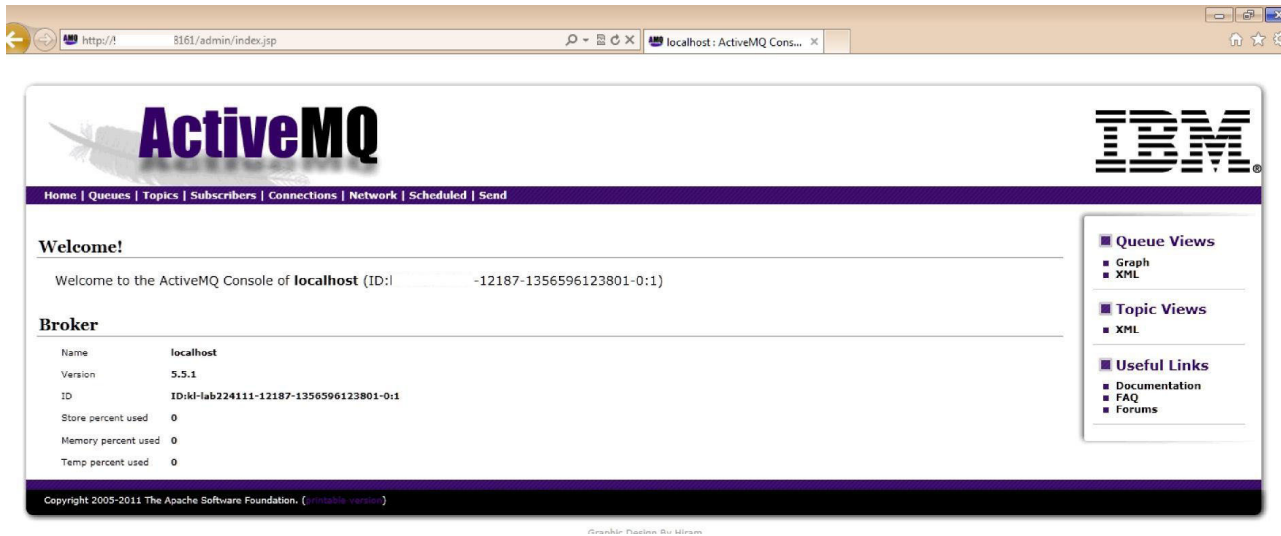 http://! 8161/admin/index.jsp
localhost : ActiveMQ Cons...
ActiveMQ
IBM®
Home | Queues | Topics | Subscribers | Connections | Network | Scheduled | Send
Welcome!
Welcome to the ActiveMQ Console of localhost (ID:l -12187-1356596123801-0:1)
Broker
Name localhost
Version 5.5.1
ID ID:kl-lab224111-12187-1356596123801-0:1
Store percent used 0
Memory percent used 0
Temp percent used 0
Queue Views
Graph
XML
Topic Views
XML
Useful Links
Documentation
FAQ
Forums
Copyright 2005-2011 The Apache Software Foundation. (printable version)
Graphic Design By Hiram